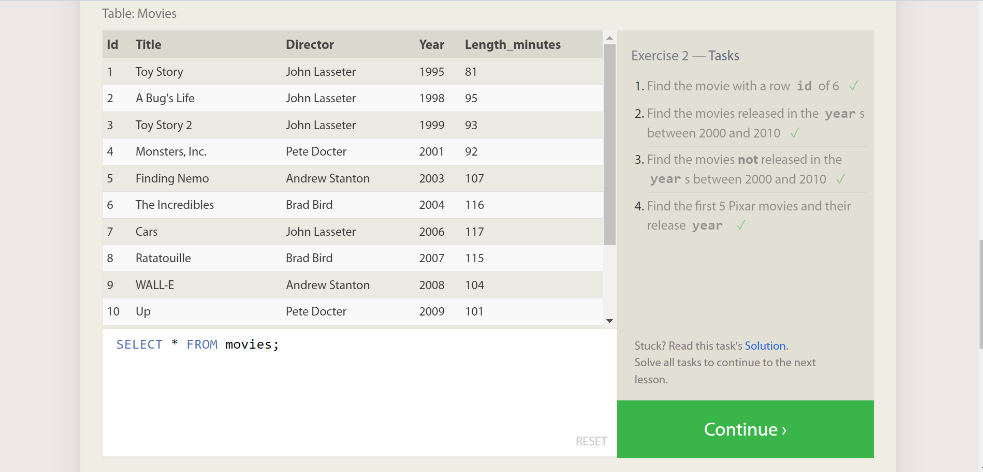 Table: Movies
Id Title Director Year Length_minutes
1 Toy Story John Lasseter 1995 81
2 A Bug's Life John Lasseter 1998 95
3 Toy Story 2 John Lasseter 1999 93
4 Monsters, Inc. Pete Docter 2001 92
5 Finding Nemo Andrew Stanton 2003 107
6 The Incredibles Brad Bird 2004 116
7 Cars John Lasseter 2006 117
8 Ratatouille Brad Bird 2007 115
9 WALL-E Andrew Stanton 2008 104
10 Up Pete Docter 2009 101
SELECT * FROM movies;
RESET
Exercise 2 — Tasks
1. Find the movie with a row id of 6 ✓
2. Find the movies released in the year s
between 2000 and 2010 ✓
3. Find the movies not released in the
year s between 2000 and 2010 ✓
4. Find the first 5 Pixar movies and their
release year ✓
Stuck? Read this task's Solution.
Solve all tasks to continue to the next
lesson.
Continue ›